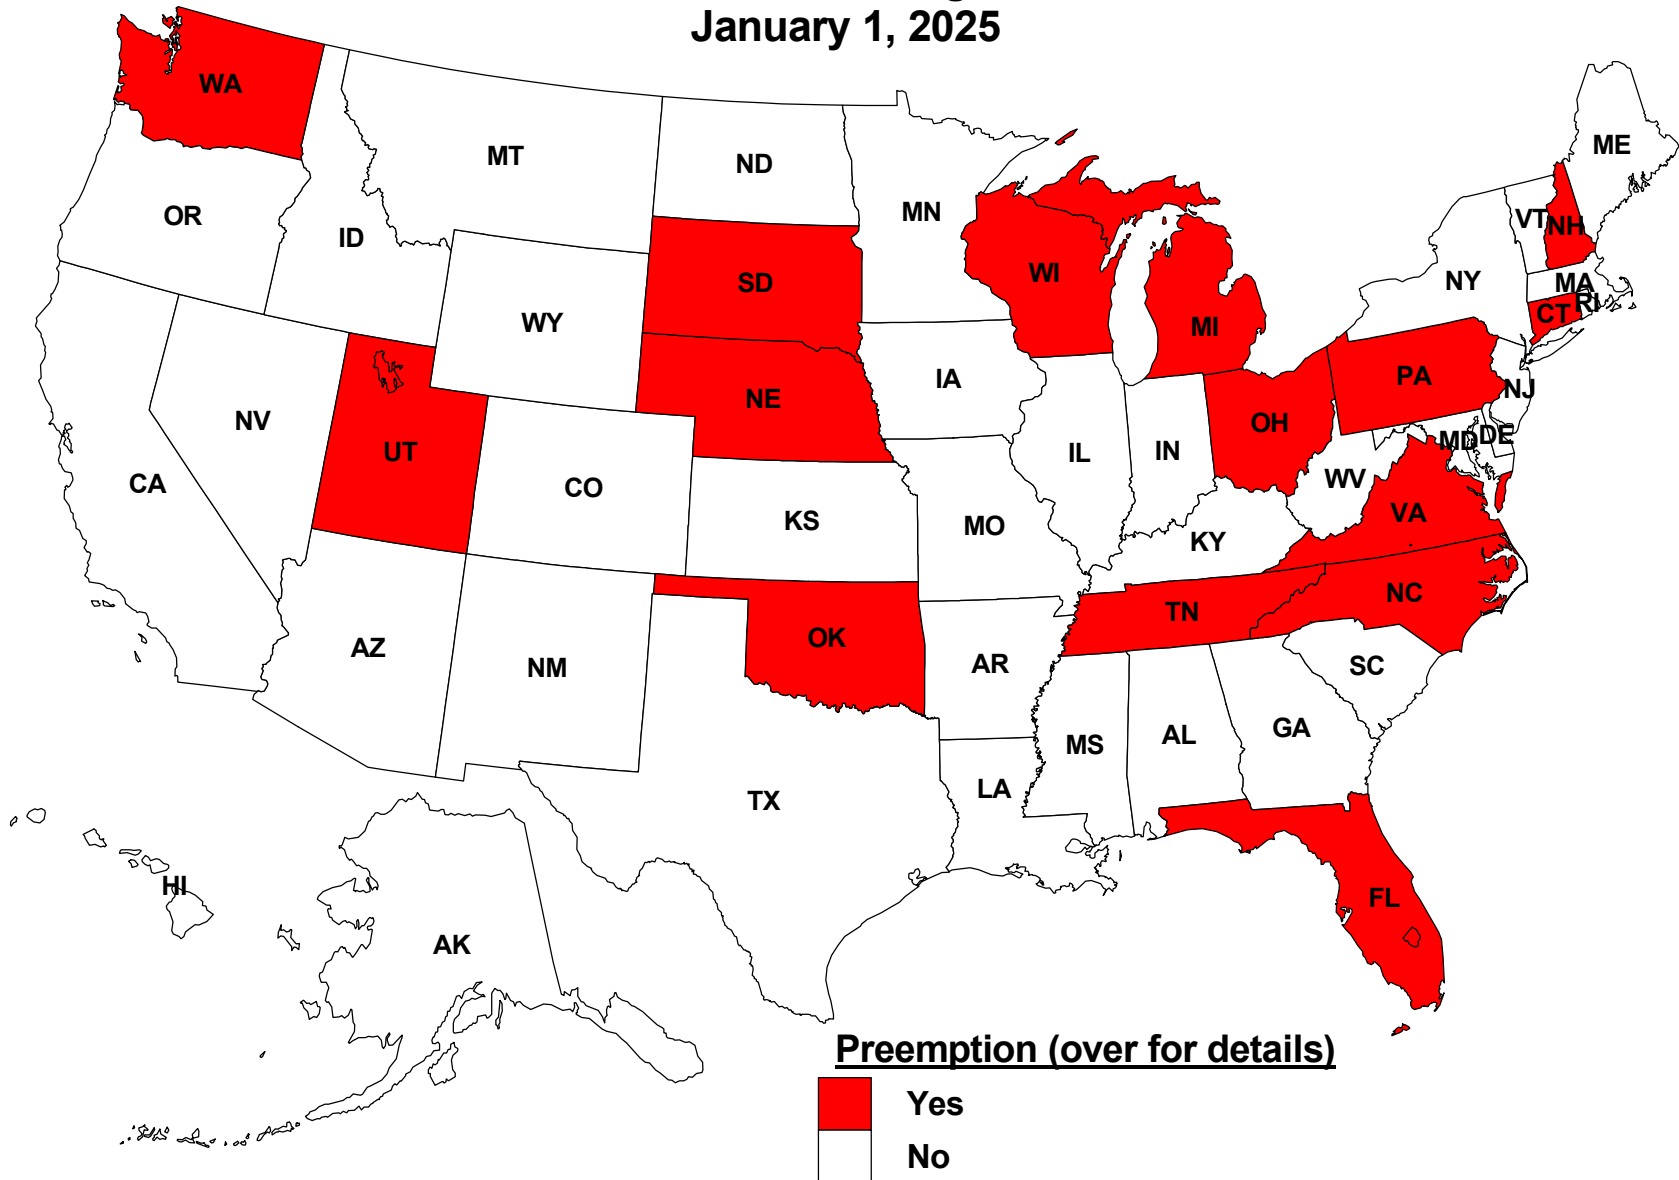 January 1, 2025
WA
MT
ND
MN
ME
OR
ID
VT
NH
WY
SD
WI
NY
MA
CT
RI
MI
IA
NE
PA
NJ
NV
UT
OH
MD
DE
IL
IN
WV
CA
CO
KS
MO
VA
KY
NC
TN
OK
AR
SC
AZ
NM
MS
AL
GA
LA
TX
HI
FL
AK
Preemption (over for details)
Yes
No